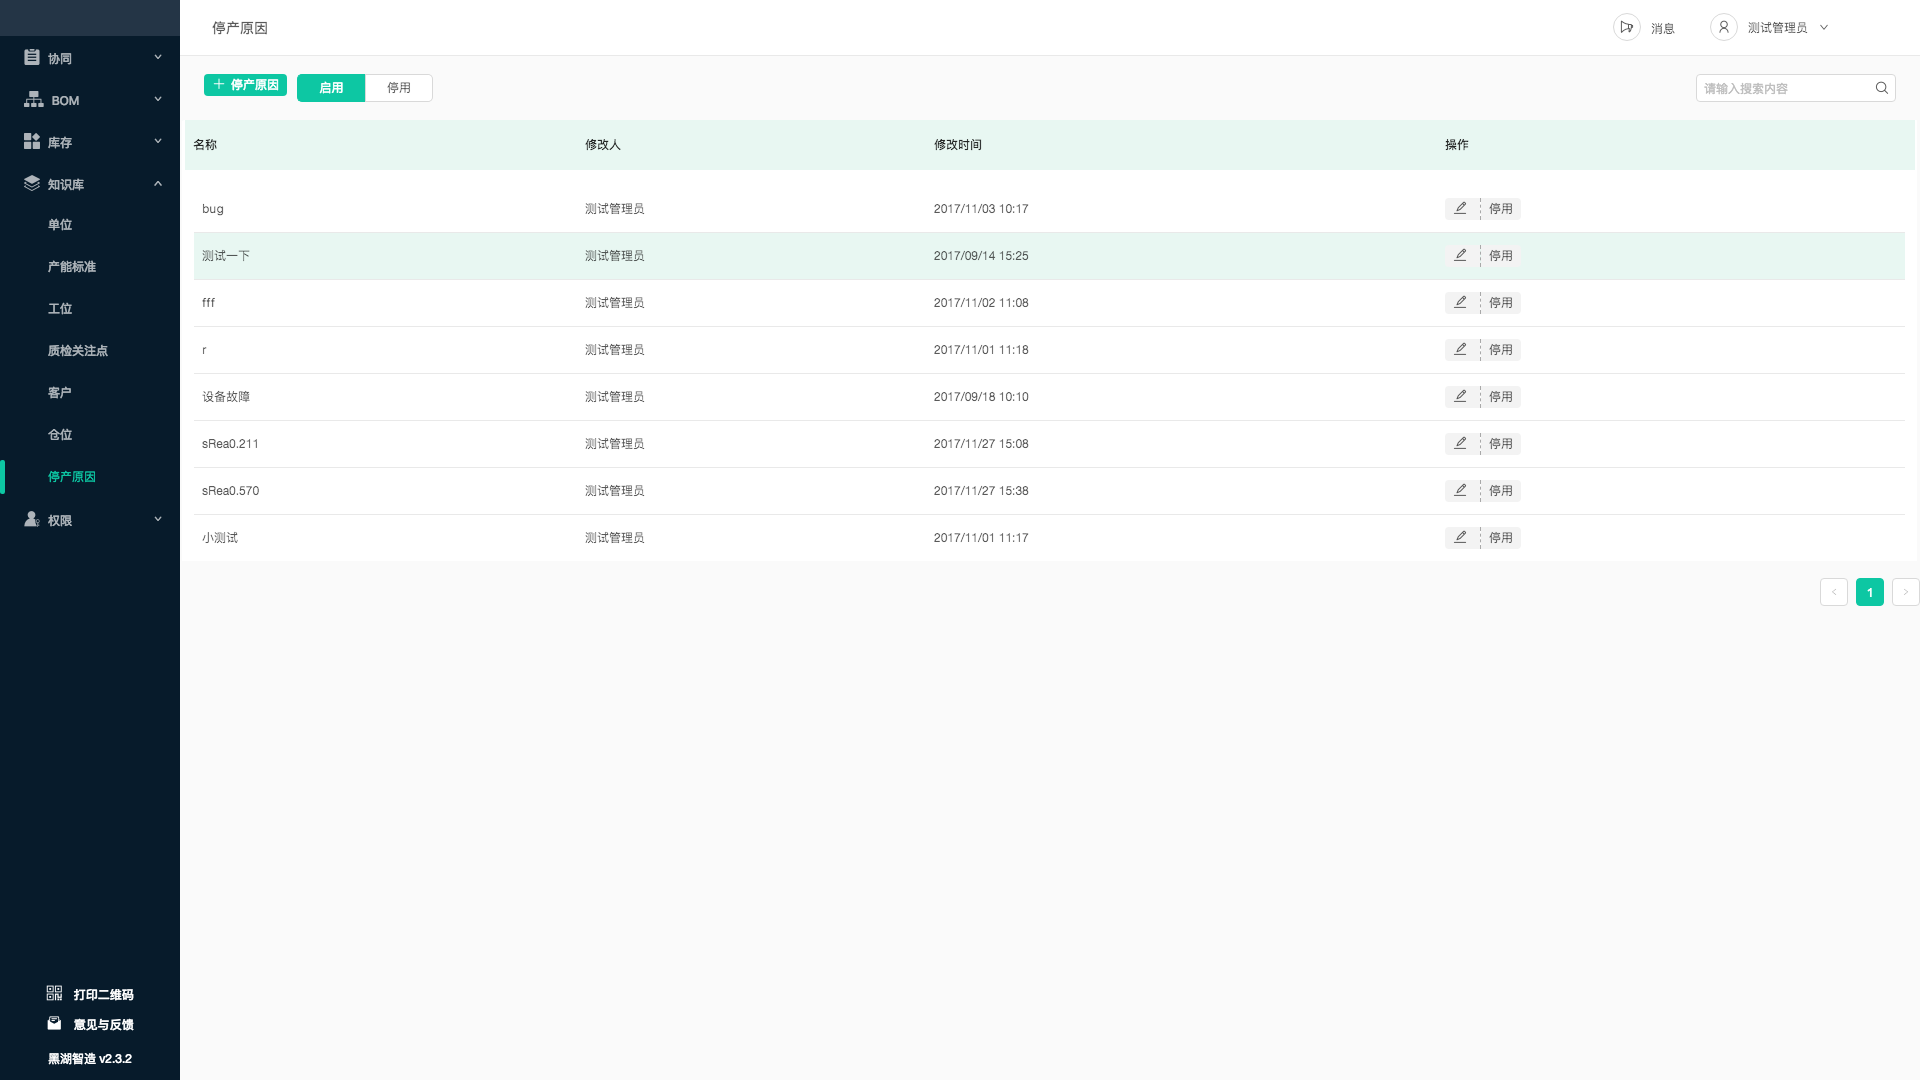 停产原因
消息
测试管理员
协同
BOM
库存
知识库
单位
产能标准
工位
质检关注点
客户
仓位
停产原因
权限
打印二维码
意见与反馈
黑湖智造 v2.3.2
停产原因 启用 停用
请输入搜索内容
名称 修改人 修改时间 操作
bug 测试管理员 2017/11/03 10:17 停用
测试一下 测试管理员 2017/09/14 15:25 停用
fff 测试管理员 2017/11/02 11:08 停用
r 测试管理员 2017/11/01 11:18 停用
设备故障 测试管理员 2017/09/18 10:10 停用
sRea0.211 测试管理员 2017/11/27 15:08 停用
sRea0.570 测试管理员 2017/11/27 15:38 停用
小测试 测试管理员 2017/11/01 11:17 停用
1